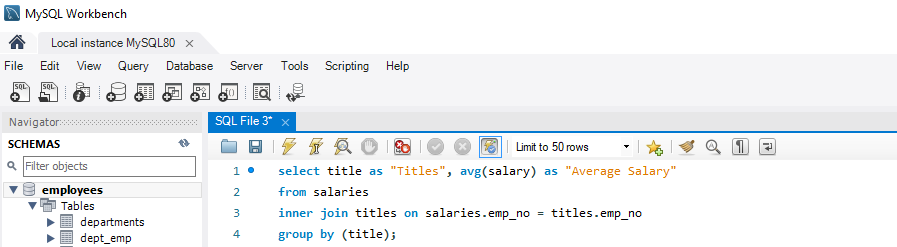 MySQL Workbench
Local instance MySQL80 ×
File Edit View Query Database Server Tools Scripting Help
Navigator
SQL File 3* ×
SCHEMAS
Limit to 50 rows
Filter objects
employees
Tables
departments
dept_emp
1 select title as "Titles", avg(salary) as "Average Salary"
2 from salaries
3 inner join titles on salaries.emp_no = titles.emp_no
4 group by (title);